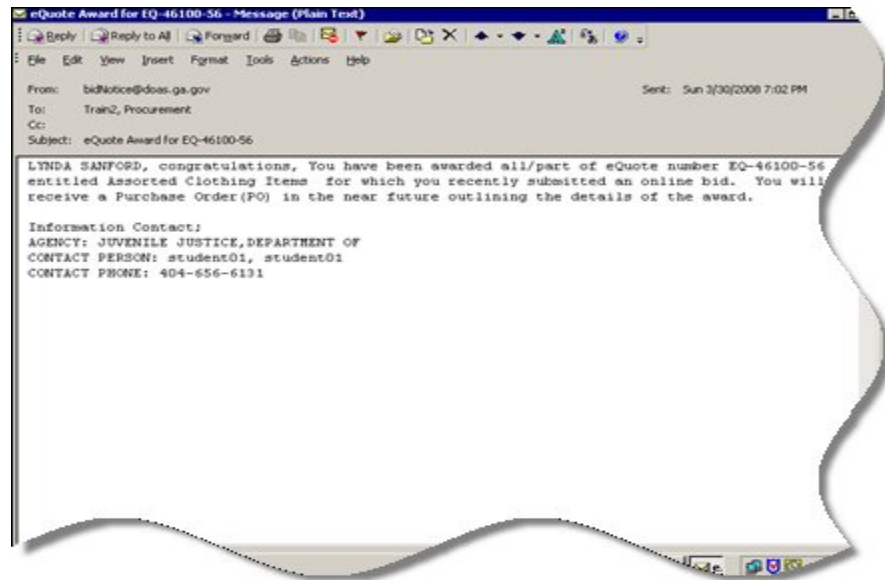 eQuote Award for EQ-46100-56 - Message (Plain Text)
Reply Reply to All Forward
File Edit View Insert Format Tools Actions Help
From: bidNotice@doas.ga.gov Sent: Sun 3/30/2008 7:02 PM
To: Train2, Procurement
Cc:
Subject: eQuote Award for EQ-46100-56
LYNDA SANFORD, congratulations, You have been awarded all/part of eQuote number EQ-46100-56
entitled Assorted Clothing Items for which you recently submitted an online bid. You will
receive a Purchase Order(PO) in the near future outlining the details of the award.
Information Contact;
AGENCY: JUVENILE JUSTICE,DEPARTMENT OF
CONTACT PERSON: student01, student01
CONTACT PHONE: 404-656-6131